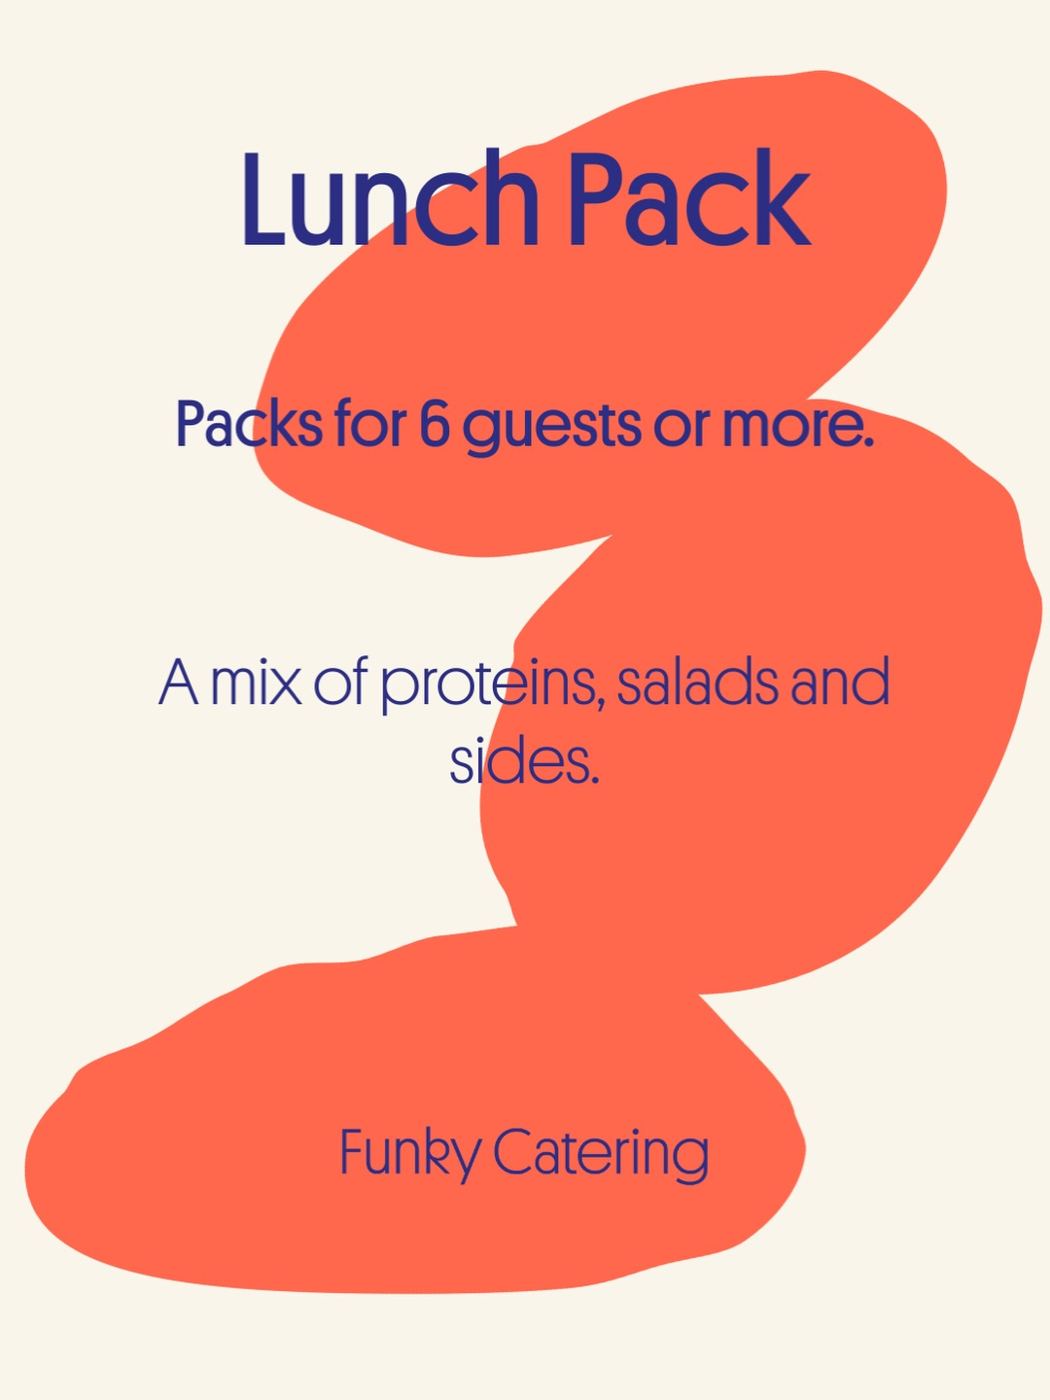 Lunch Pack
Packs for 6 guests or more.
A mix of proteins, salads and
sides.
Funky Catering